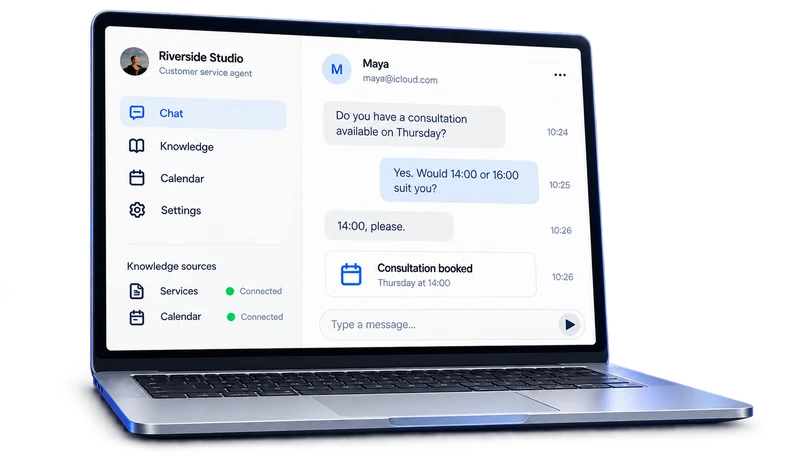 Riverside Studio
Customer service agent
Chat
Knowledge
Calendar
Settings
Knowledge sources
Services
Connected
Calendar
Connected
M
Maya
maya@icloud.com
Do you have a consultation
available on Thursday?
10:24
Yes. Would 14:00 or 16:00
suit you?
10:25
14:00, please.
10:26
Consultation booked
Thursday at 14:00
10:26
Type a message...